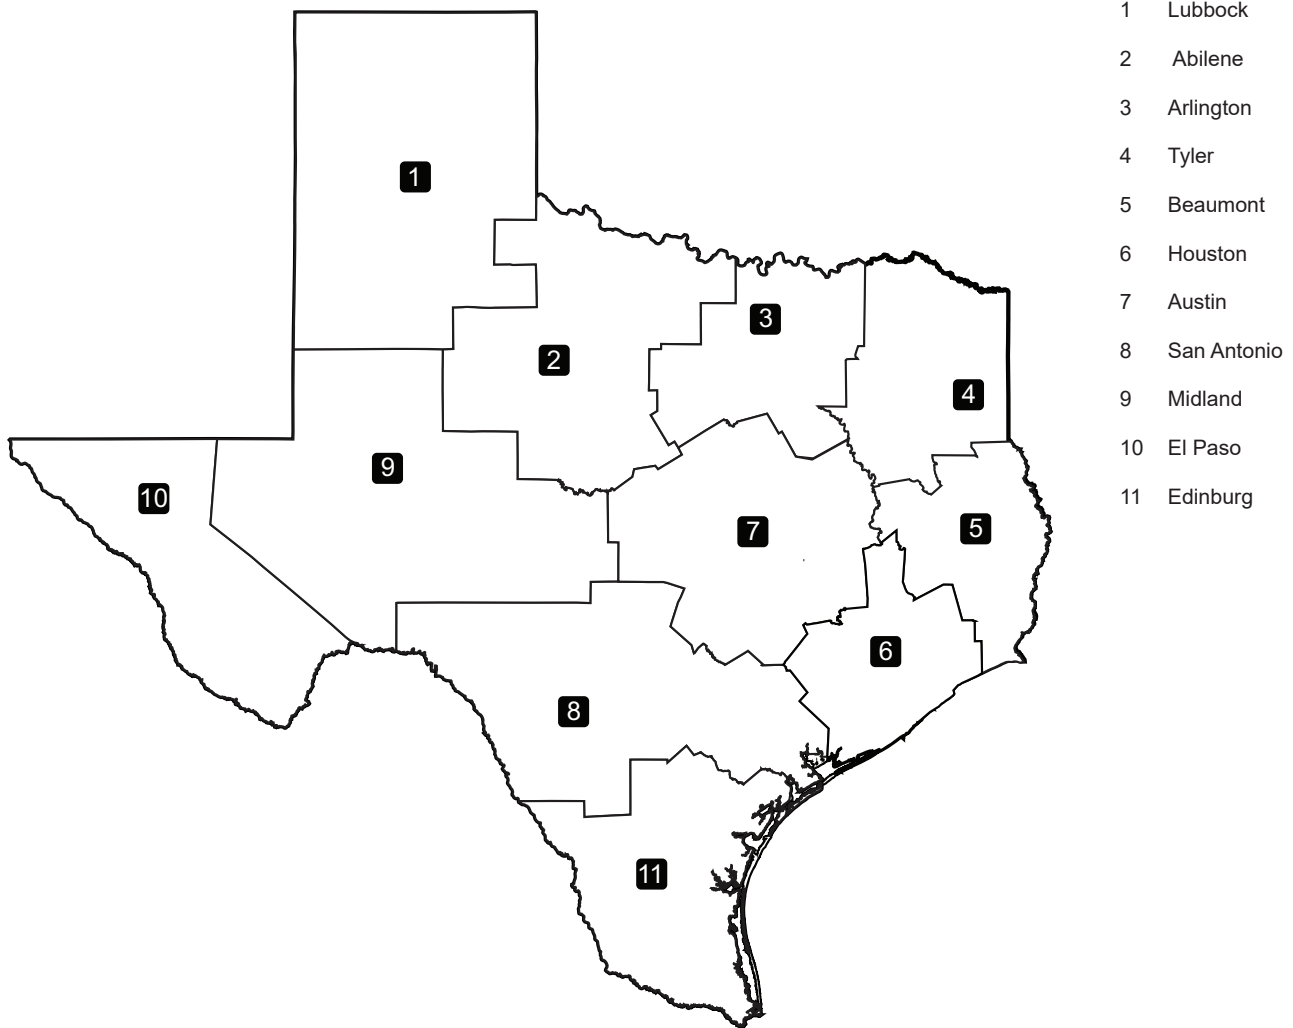 1 Lubbock
2 Abilene
3 Arlington
4 Tyler
5 Beaumont
6 Houston
7 Austin
8 San Antonio
9 Midland
10 El Paso
11 Edinburg
1
3
2
4
9
10
5
7
6
8
11